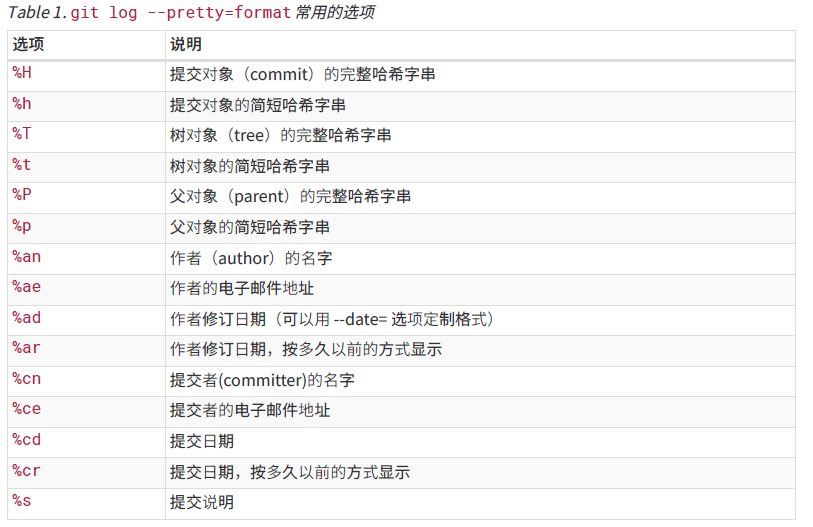 Table 1. git log --pretty=format 常用的选项
选项 说明
%H 提交对象（commit）的完整哈希字串
%h 提交对象的简短哈希字串
%T 树对象（tree）的完整哈希字串
%t 树对象的简短哈希字串
%P 父对象（parent）的完整哈希字串
%p 父对象的简短哈希字串
%an 作者（author）的名字
%ae 作者的电子邮件地址
%ad 作者修订日期（可以用 --date= 选项定制格式）
%ar 作者修订日期，按多久以前的方式显示
%cn 提交者(committer)的名字
%ce 提交者的电子邮件地址
%cd 提交日期
%cr 提交日期，按多久以前的方式显示
%s 提交说明